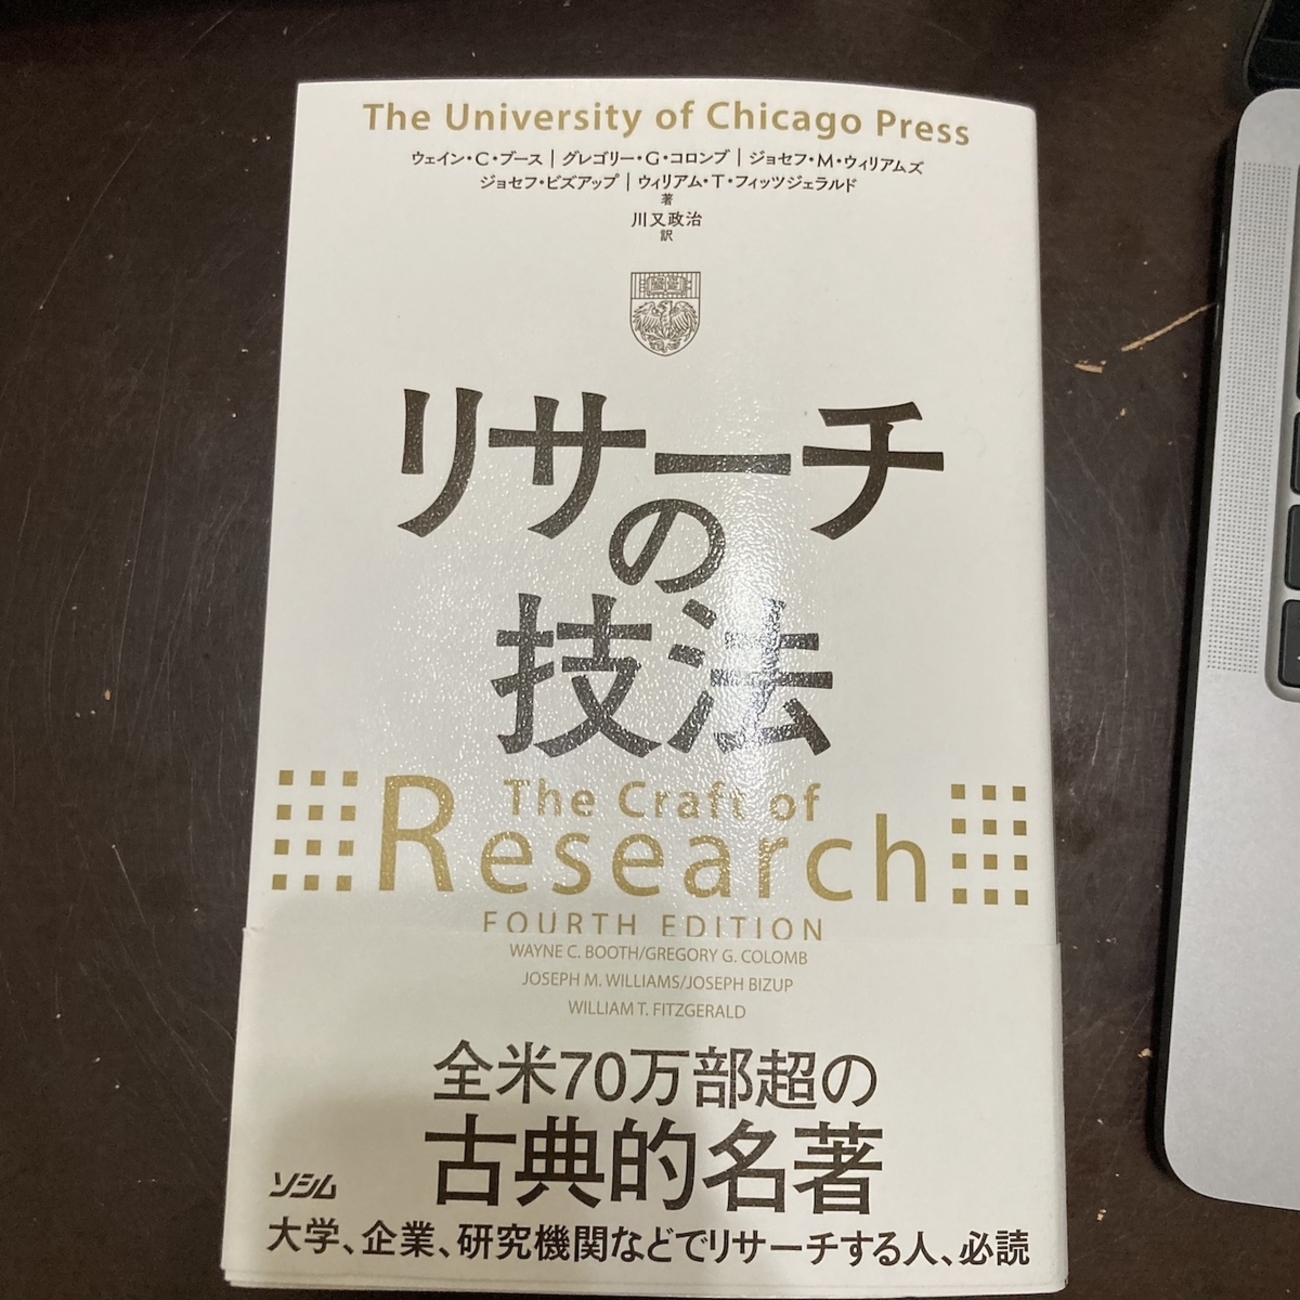 The University of Chicago Press
ウェイン・C・ブース｜グレゴリー・G・コロンブ｜ジョセフ・M・ウィリアムズ
ジョセフ・ビズアップ｜ウィリアム・T・フィッツジェラルド
著
川又政治
訳
リサーチ
の
技法
The Craft of
Research
FOURTH EDITION
WAYNE C. BOOTH/GREGORY G. COLOMB
JOSEPH M. WILLIAMS/JOSEPH BIZUP
WILLIAM T. FITZGERALD
全米70万部超の
古典的名著
ソシム
大学、企業、研究機関などでリサーチする人、必読